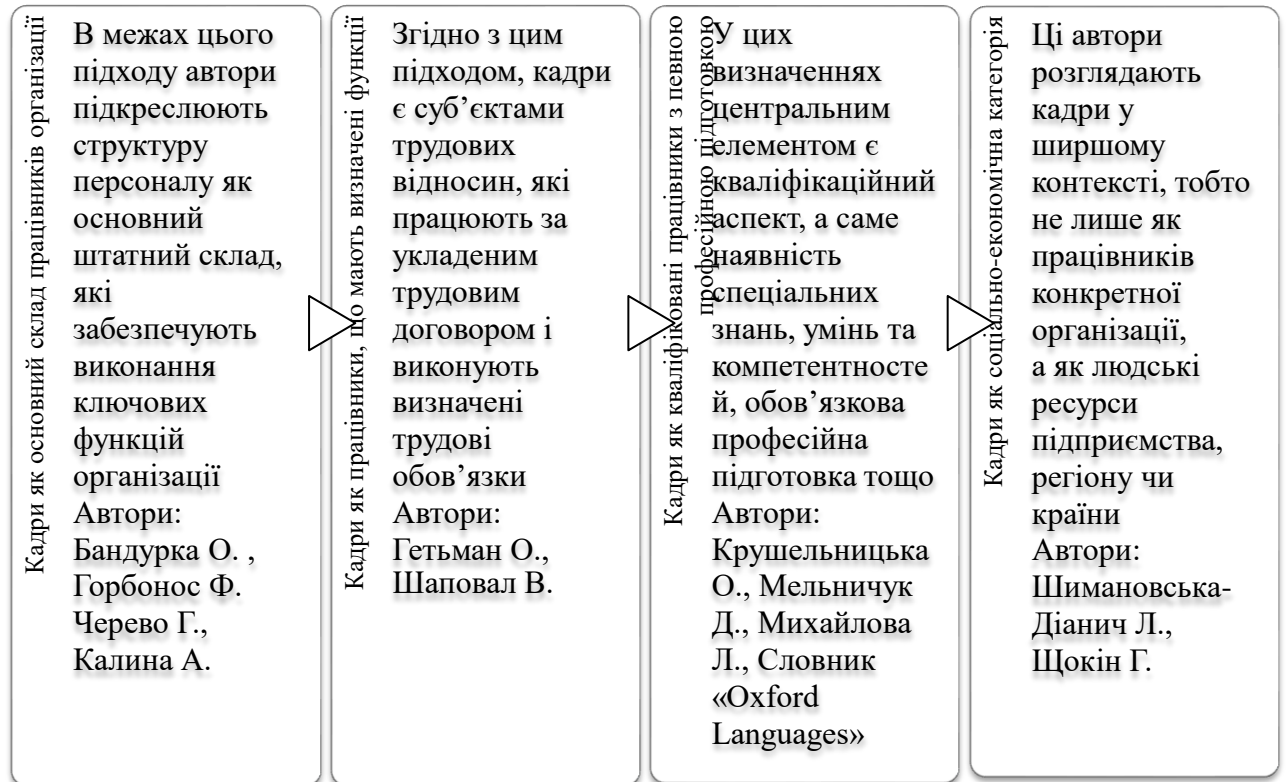 Кадри як основний склад працівників організації
В межах цього
підходу автори
підкреслюють
структуру
персоналу як
основний
штатний склад,
які
забезпечують
виконання
ключових
функцій
організації
Автори:
Бандурка О. ,
Горбонос Ф.
Черево Г.,
Калина А.
Кадри як працівники, що мають визначені функції
Згідно з цим
підходом, кадри
є суб’єктами
трудових
відносин, які
працюють за
укладеним
трудовим
договором і
виконують
визначені
трудові
обов’язки
Автори:
Гетьман О.,
Шаповал В.
Кадри як кваліфіковані працівники з певною
професійною підготовкою
У цих
визначеннях
центральним
елементом є
кваліфікаційний
аспект, а саме
наявність
спеціальних
знань, умінь та
компетентносте
й, обов’язкова
професійна
підготовка тощо
Автори:
Крушельницька
О., Мельничук
Д., Михайлова
Л., Словник
«Oxford
Languages»
Кадри як соціально-економічна категорія
Ці автори
розглядають
кадри у
ширшому
контексті, тобто
не лише як
працівників
конкретної
організації,
а як людські
ресурси
підприємства,
регіону чи
країни
Автори:
Шимановська-
Діанич Л.,
Щокін Г.